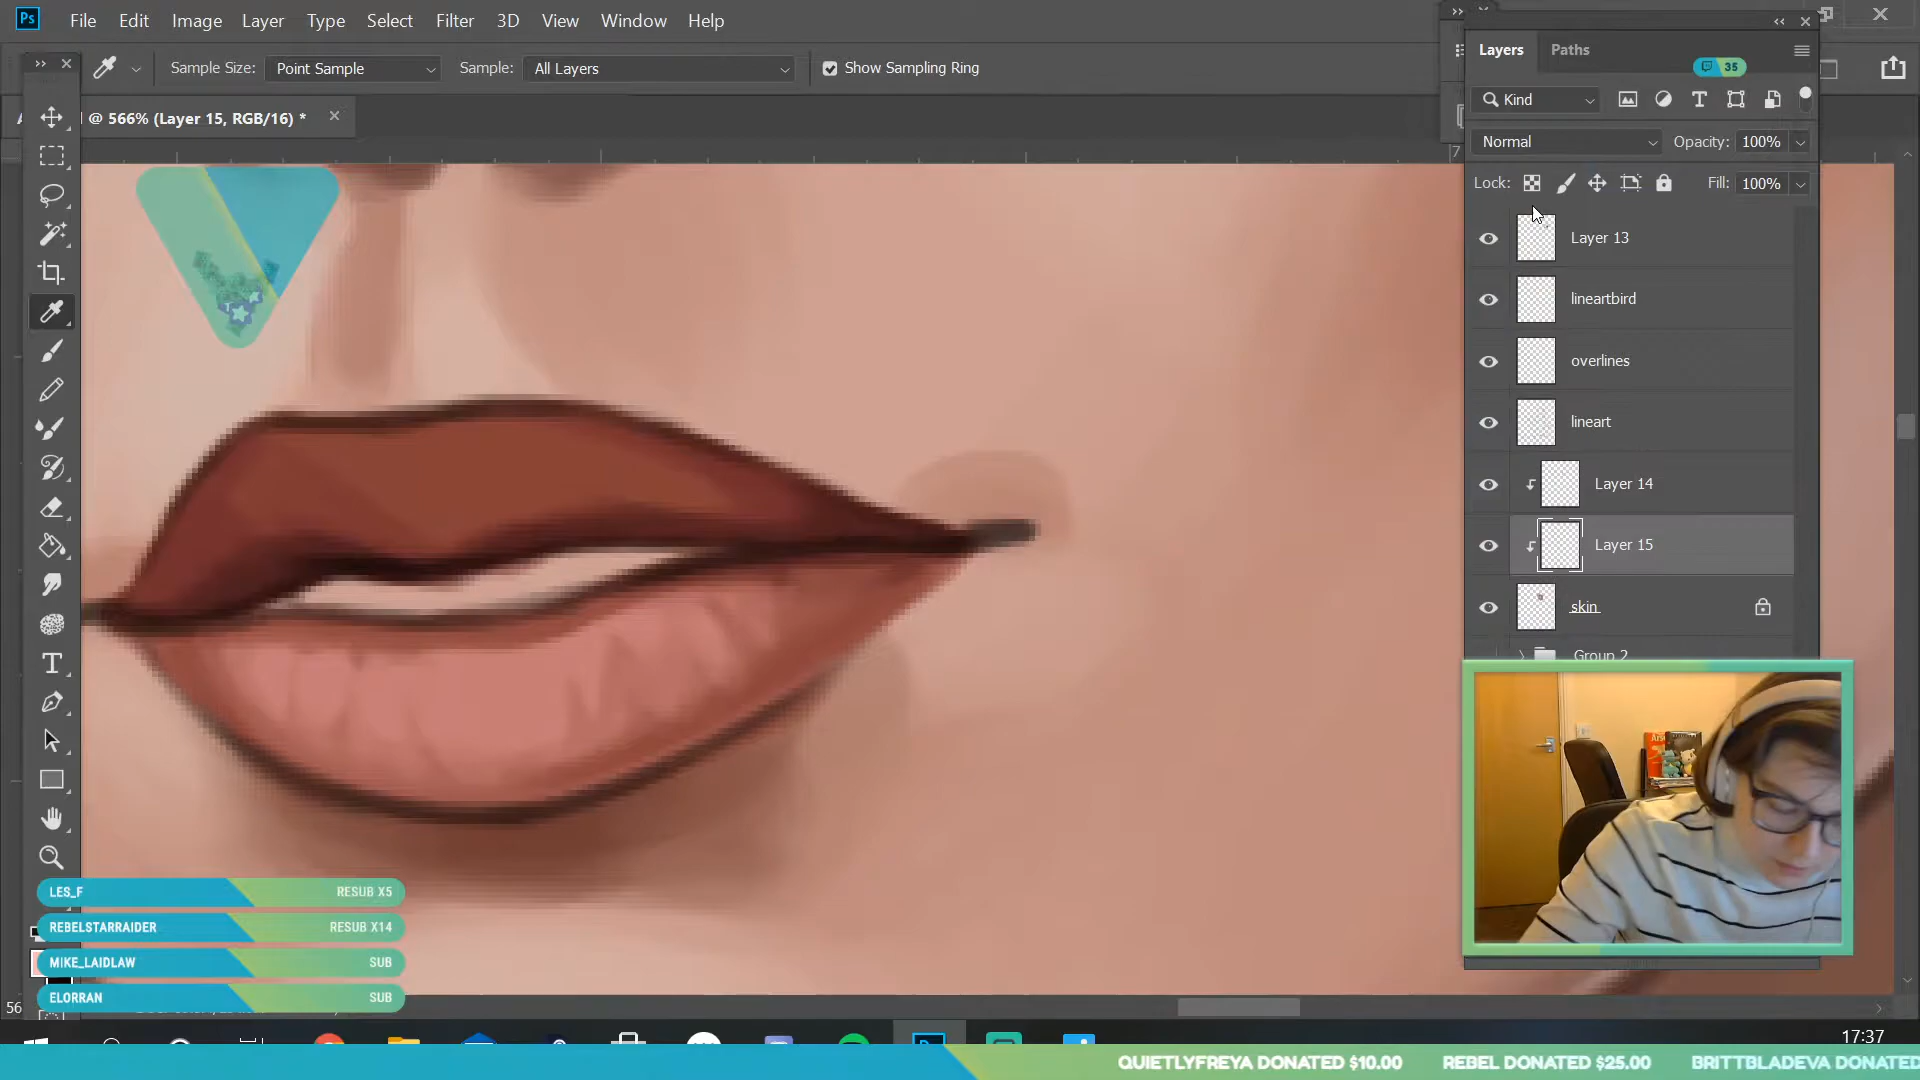 Ps File Edit Image Layer Type Select Filter 3D View Window Help
Sample Size: Point Sample Sample: All Layers Show Sampling Ring
@ 566% (Layer 15, RGB/16) *
Layers Paths
35
Kind
Normal Opacity: 100%
Lock: Fill: 100%
7
Layer 13
lineartbird
overlines
lineart
Layer 14
Layer 15
skin
Group 2
LES_F RESUB X5
REBELSTARRAIDER RESUB X14
MIKE_LAIDLAW SUB
ELORRAN SUB
56
17:37
QUIETLYFREYA DONATED $10.00 REBEL DONATED $25.00 BRITTBLADEVA DONATED